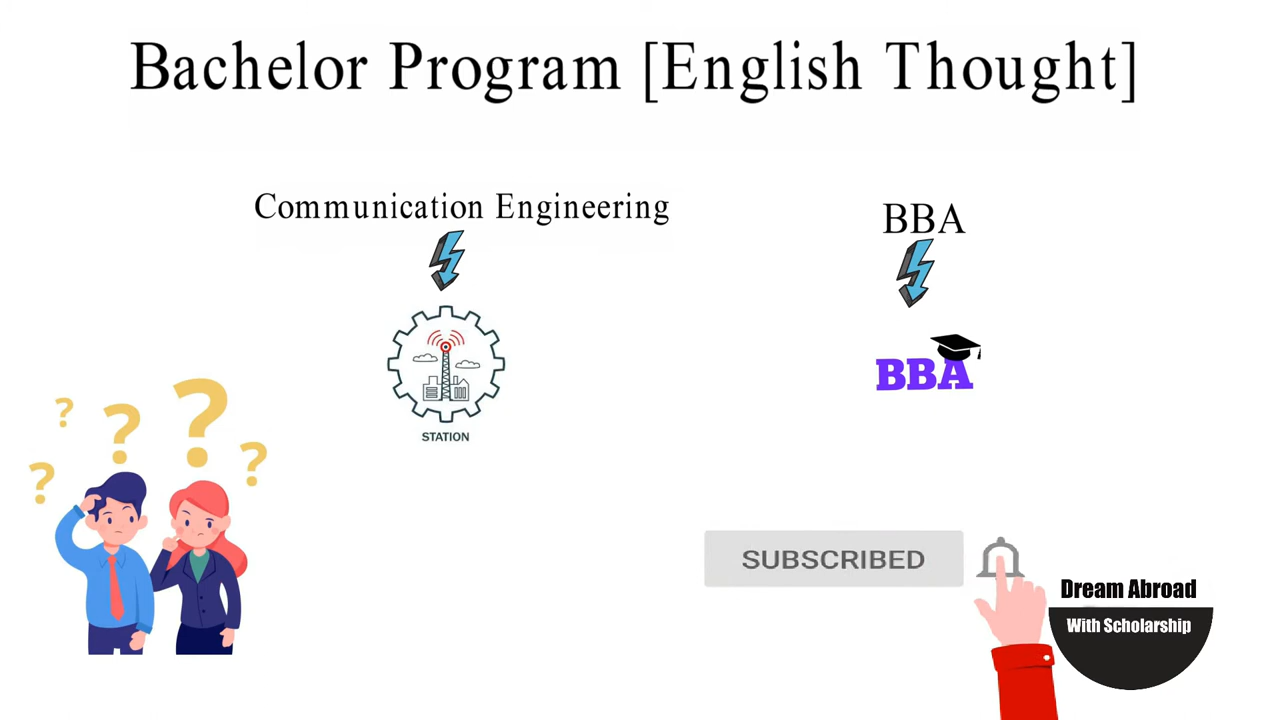 Bachelor Program [English Thought]
Communication Engineering
BBA
BBA
STATION
? ? ? ? ?
SUBSCRIBED
Dream Abroad
With Scholarship